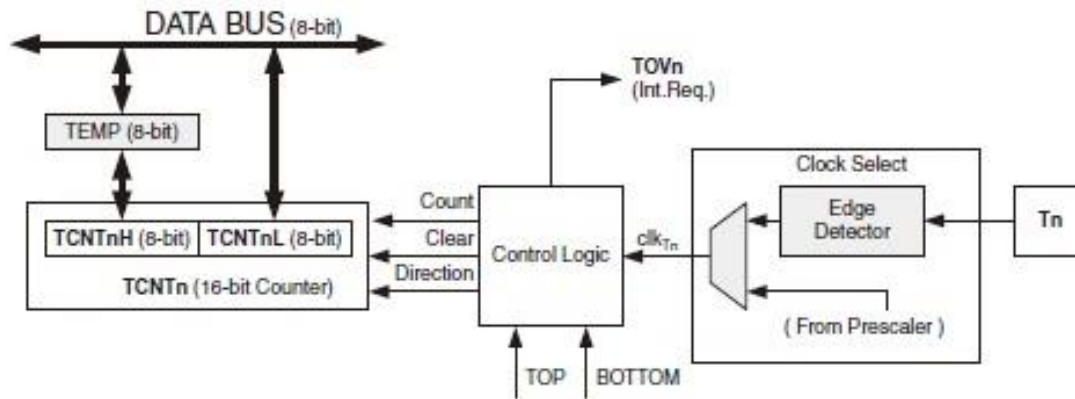 DATA BUS (8-bit)
TEMP (8-bit)
TCNTnH (8-bit)
TCNTnL (8-bit)
TCNTn (16-bit Counter)
Count
Clear
Direction
TOVn
(Int.Req.)
Control Logic
TOP
BOTTOM
clkTn
Clock Select
Edge
Detector
( From Prescaler )
Tn